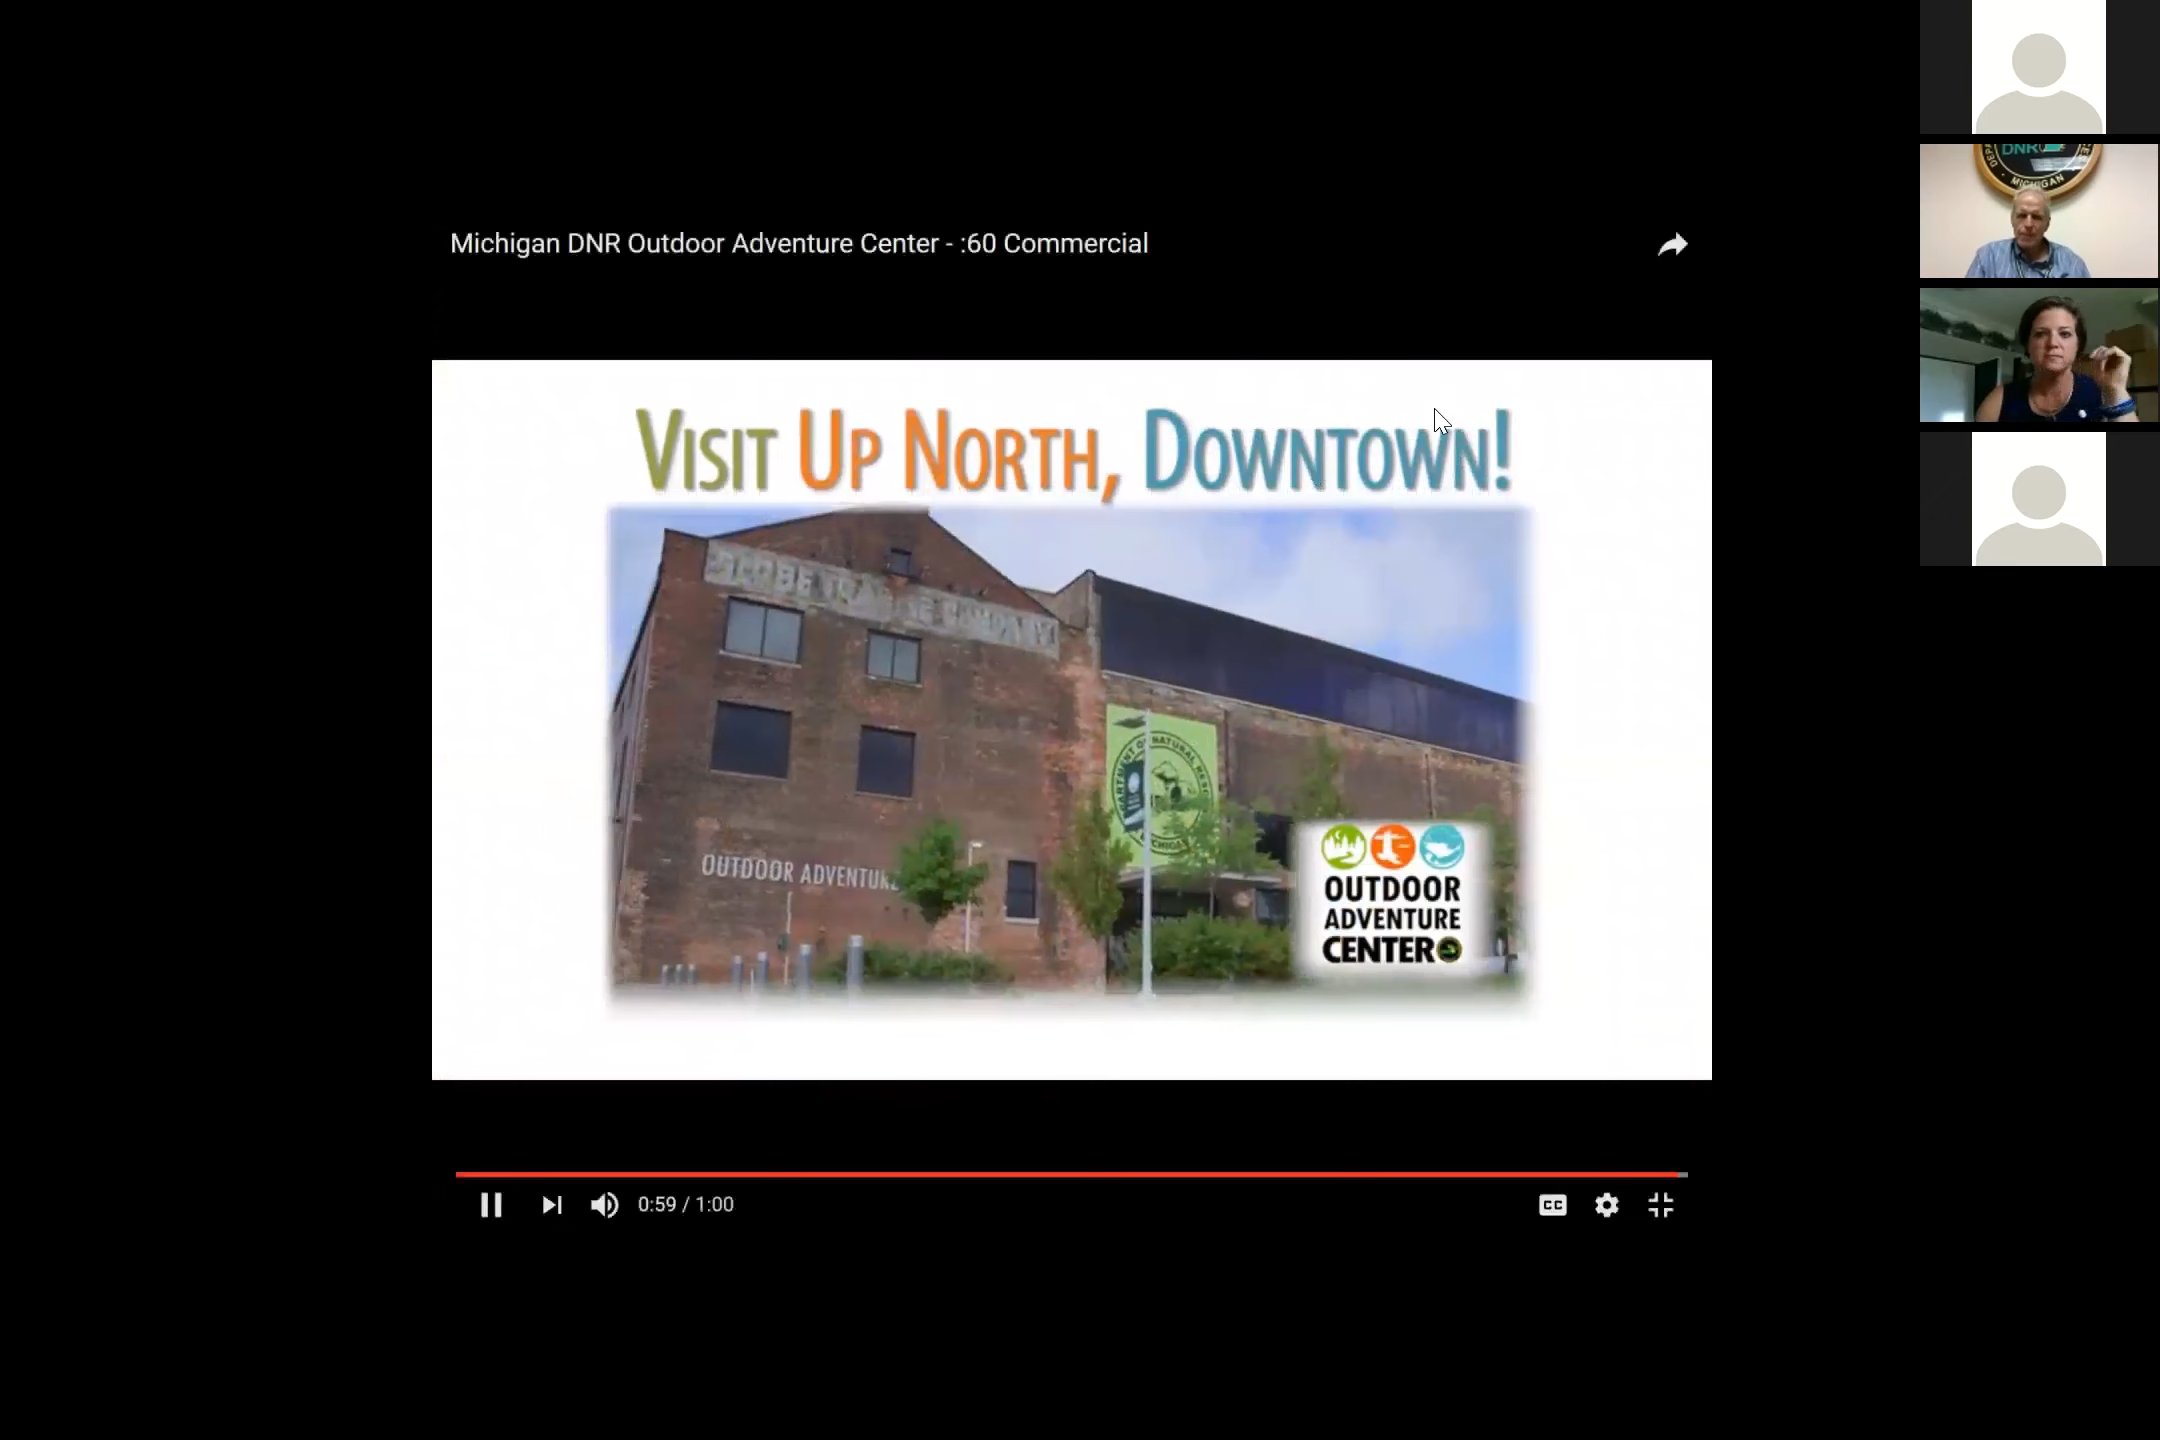 Michigan DNR Outdoor Adventure Center - :60 Commercial
VISIT UP NORTH, DOWNTOWN!
OUTDOOR ADVENTURE
OUTDOOR
ADVENTURE
CENTER
0:59 / 1:00
CC
DNR
MICHIGAN